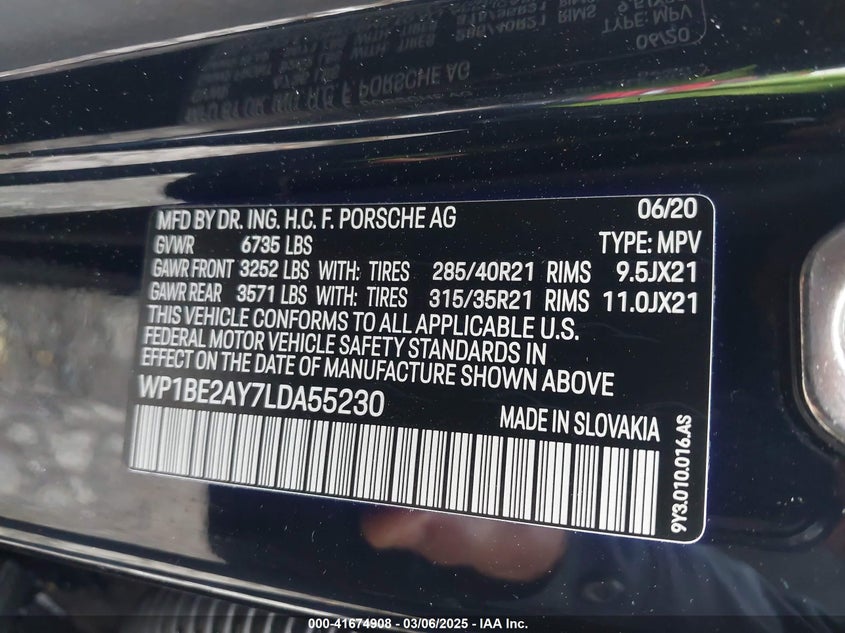 MFD BY DR. ING. H.C. F. PORSCHE AG 06/20
GVWR 6735 LBS TYPE: MPV
GAWR FRONT 3252 LBS WITH: TIRES 285/40R21 RIMS 9.5JX21
GAWR REAR 3571 LBS WITH: TIRES 315/35R21 RIMS 11.0JX21
THIS VEHICLE CONFORMS TO ALL APPLICABLE U.S.
FEDERAL MOTOR VEHICLE SAFETY STANDARDS IN
EFFECT ON THE DATE OF MANUFACTURE SHOWN ABOVE
WP1BE2AY7LDA55230
MADE IN SLOVAKIA
9Y3.010.016.AS
000-41674908 - 03/06/2025 - IAA Inc.